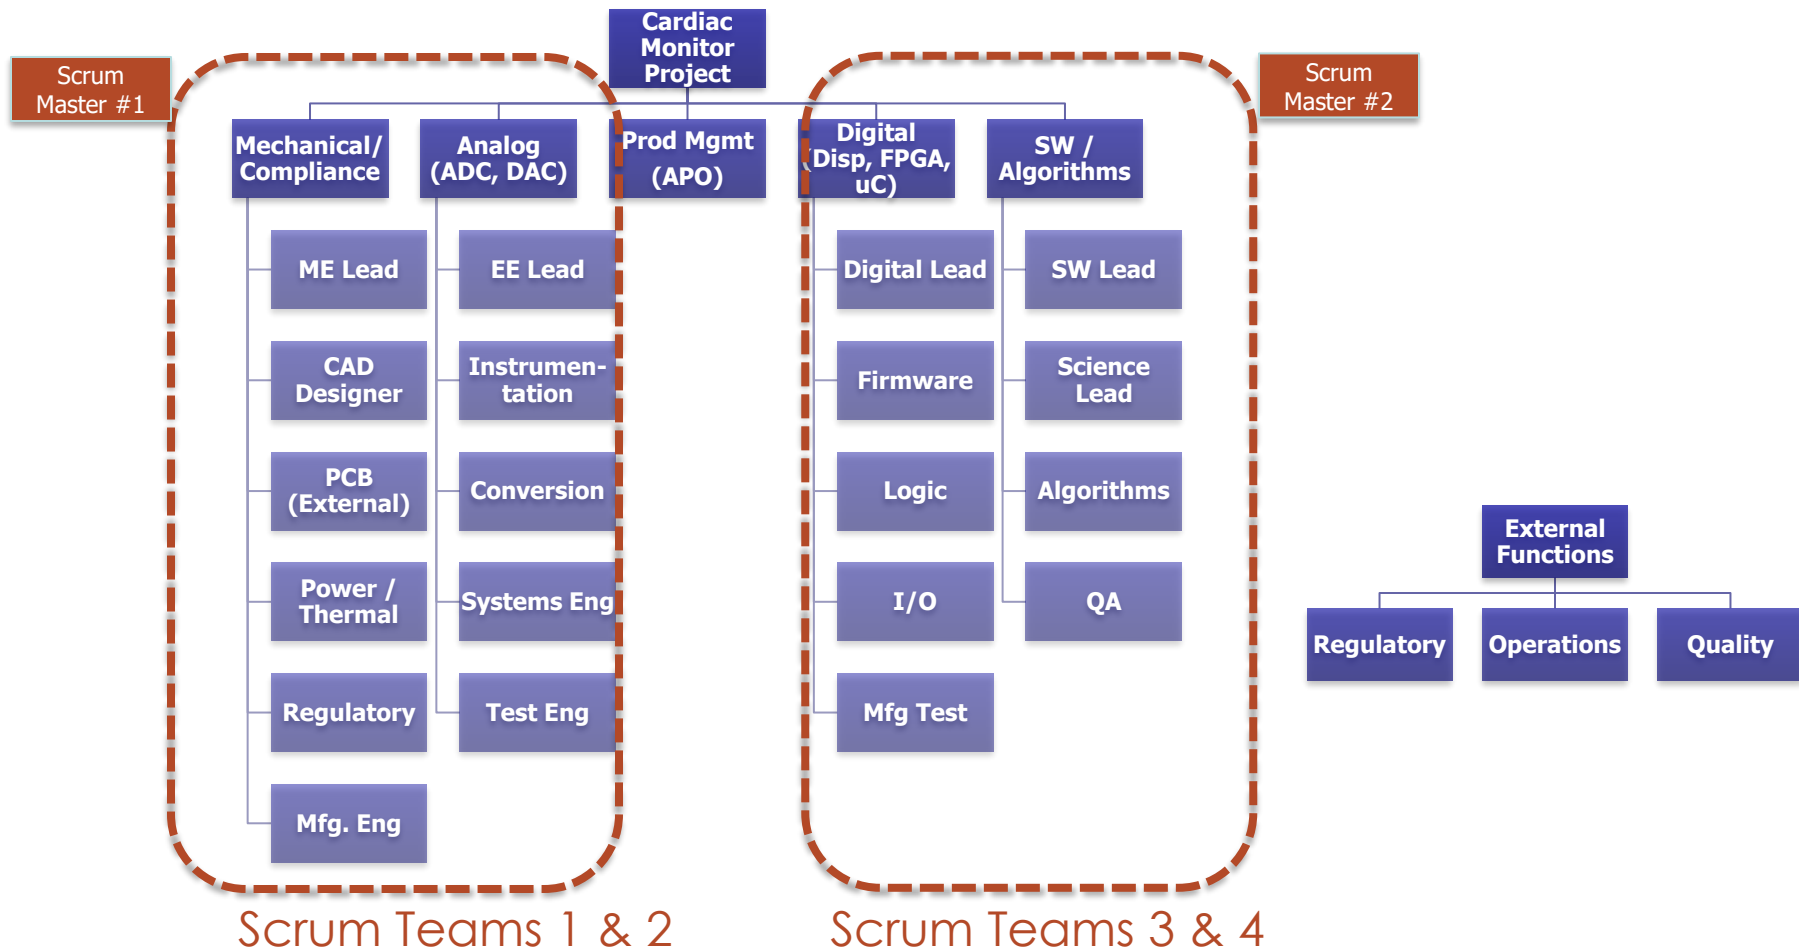 Cardiac
Monitor
Project
Scrum
Master #1
Scrum
Master #2
Mechanical/
Compliance
Analog
(ADC, DAC)
Prod Mgmt
(APO)
Digital
(Disp, FPGA,
uC)
SW /
Algorithms
ME Lead
CAD
Designer
PCB
(External)
Power /
Thermal
Regulatory
Mfg. Eng
EE Lead
Instrumen-
tation
Conversion
Systems Eng
Test Eng
Digital Lead
Firmware
Logic
I/O
Mfg Test
SW Lead
Science
Lead
Algorithms
QA
External
Functions
Regulatory
Operations
Quality
Scrum Teams 1 & 2
Scrum Teams 3 & 4